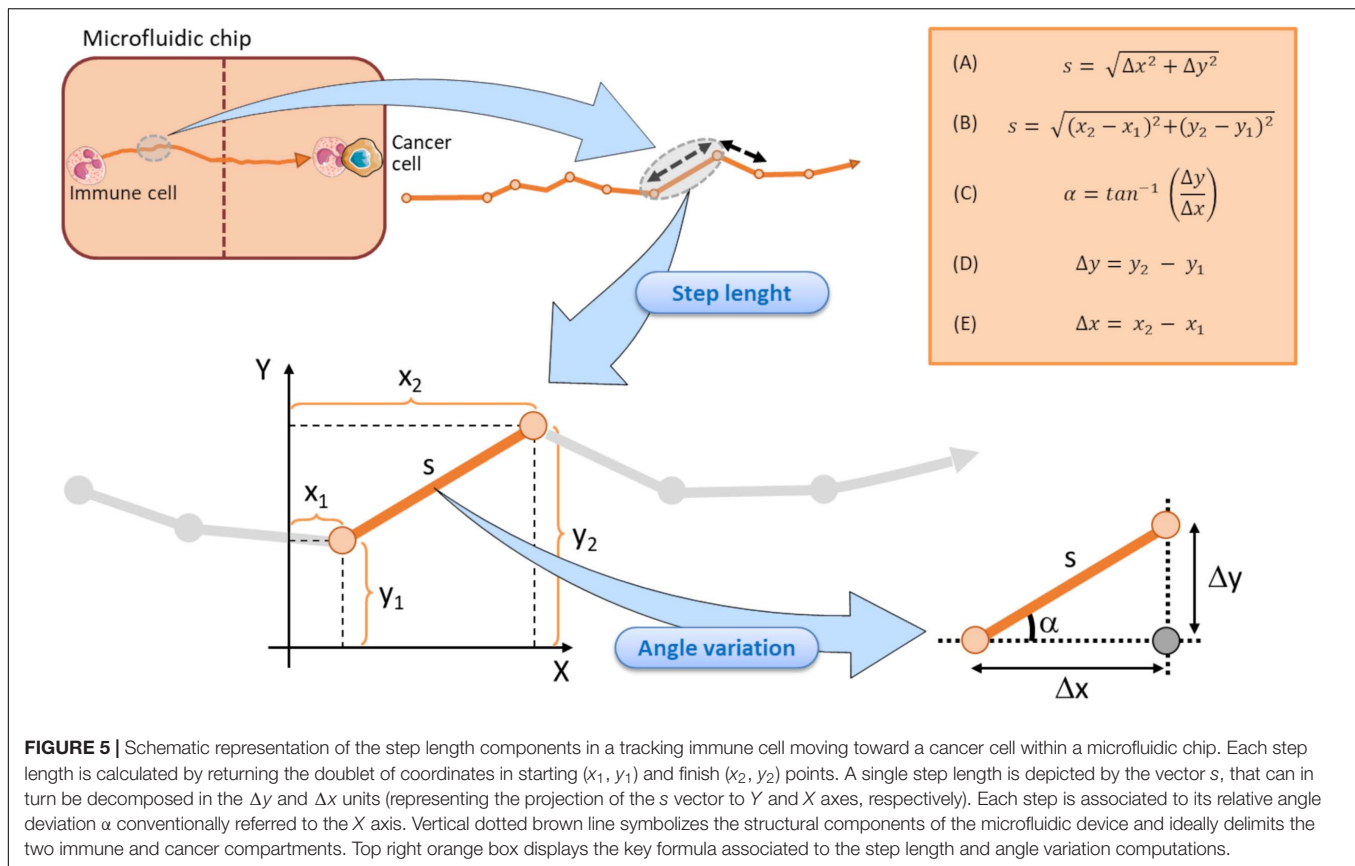 Microfluidic chip
Immune cell
Cancer
cell
(A) s = √(Δx² + Δy²)
(B) s = √((x₂ − x₁)²+(y₂ − y₁)²)
(C) α = tan⁻¹ (Δy/Δx)
(D) Δy = y₂ − y₁
(E) Δx = x₂ − x₁
Step lenght
Y
x₂
s
x₁
y₂
y₁
X
Angle variation
s
Δy
α
Δx
FIGURE 5 | Schematic representation of the step length components in a tracking immune cell moving toward a cancer cell within a microfluidic chip. Each step
length is calculated by returning the doublet of coordinates in starting (x₁, y₁) and finish (x₂, y₂) points. A single step length is depicted by the vector s, that can in
turn be decomposed in the Δy and Δx units (representing the projection of the s vector to Y and X axes, respectively). Each step is associated to its relative angle
deviation α conventionally referred to the X axis. Vertical dotted brown line symbolizes the structural components of the microfluidic device and ideally delimits the
two immune and cancer compartments. Top right orange box displays the key formula associated to the step length and angle variation computations.